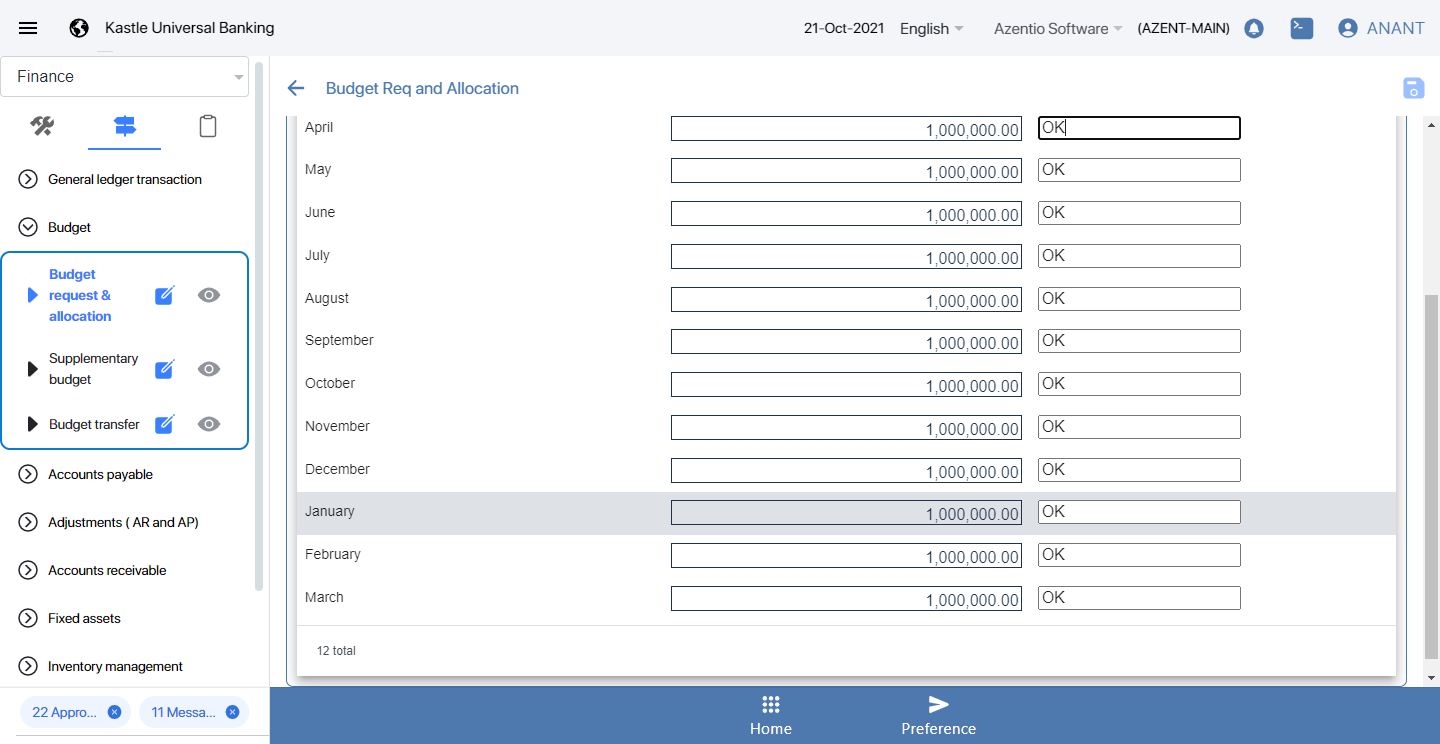 Kastle Universal Banking
21-Oct-2021 English Azentio Software (AZENT-MAIN) ANANT
Finance
General ledger transaction
Budget
Budget
request &
allocation
Supplementary
budget
Budget transfer
Accounts payable
Adjustments ( AR and AP)
Accounts receivable
Fixed assets
Inventory management
22 Appro...
11 Messa...
Budget Req and Allocation
April 1,000,000.00 OK
May 1,000,000.00 OK
June 1,000,000.00 OK
July 1,000,000.00 OK
August 1,000,000.00 OK
September 1,000,000.00 OK
October 1,000,000.00 OK
November 1,000,000.00 OK
December 1,000,000.00 OK
January 1,000,000.00 OK
February 1,000,000.00 OK
March 1,000,000.00 OK
12 total
Home
Preference